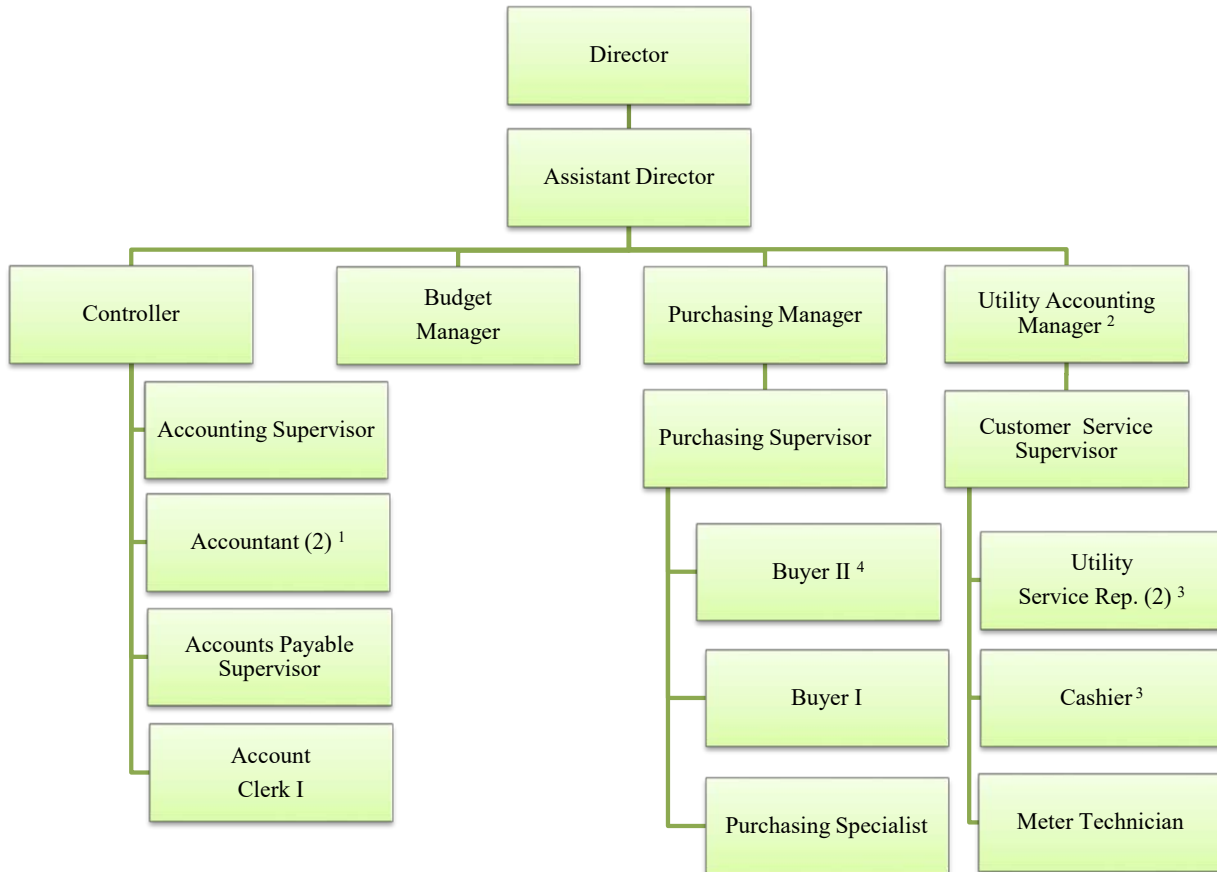 Director
Assistant Director
Controller
Budget
Manager
Purchasing Manager
Utility Accounting
Manager ²
Accounting Supervisor
Accountant (2) ¹
Accounts Payable
Supervisor
Account
Clerk I
Purchasing Supervisor
Buyer II ⁴
Buyer I
Purchasing Specialist
Customer Service
Supervisor
Utility
Service Rep. (2) ³
Cashier ³
Meter Technician